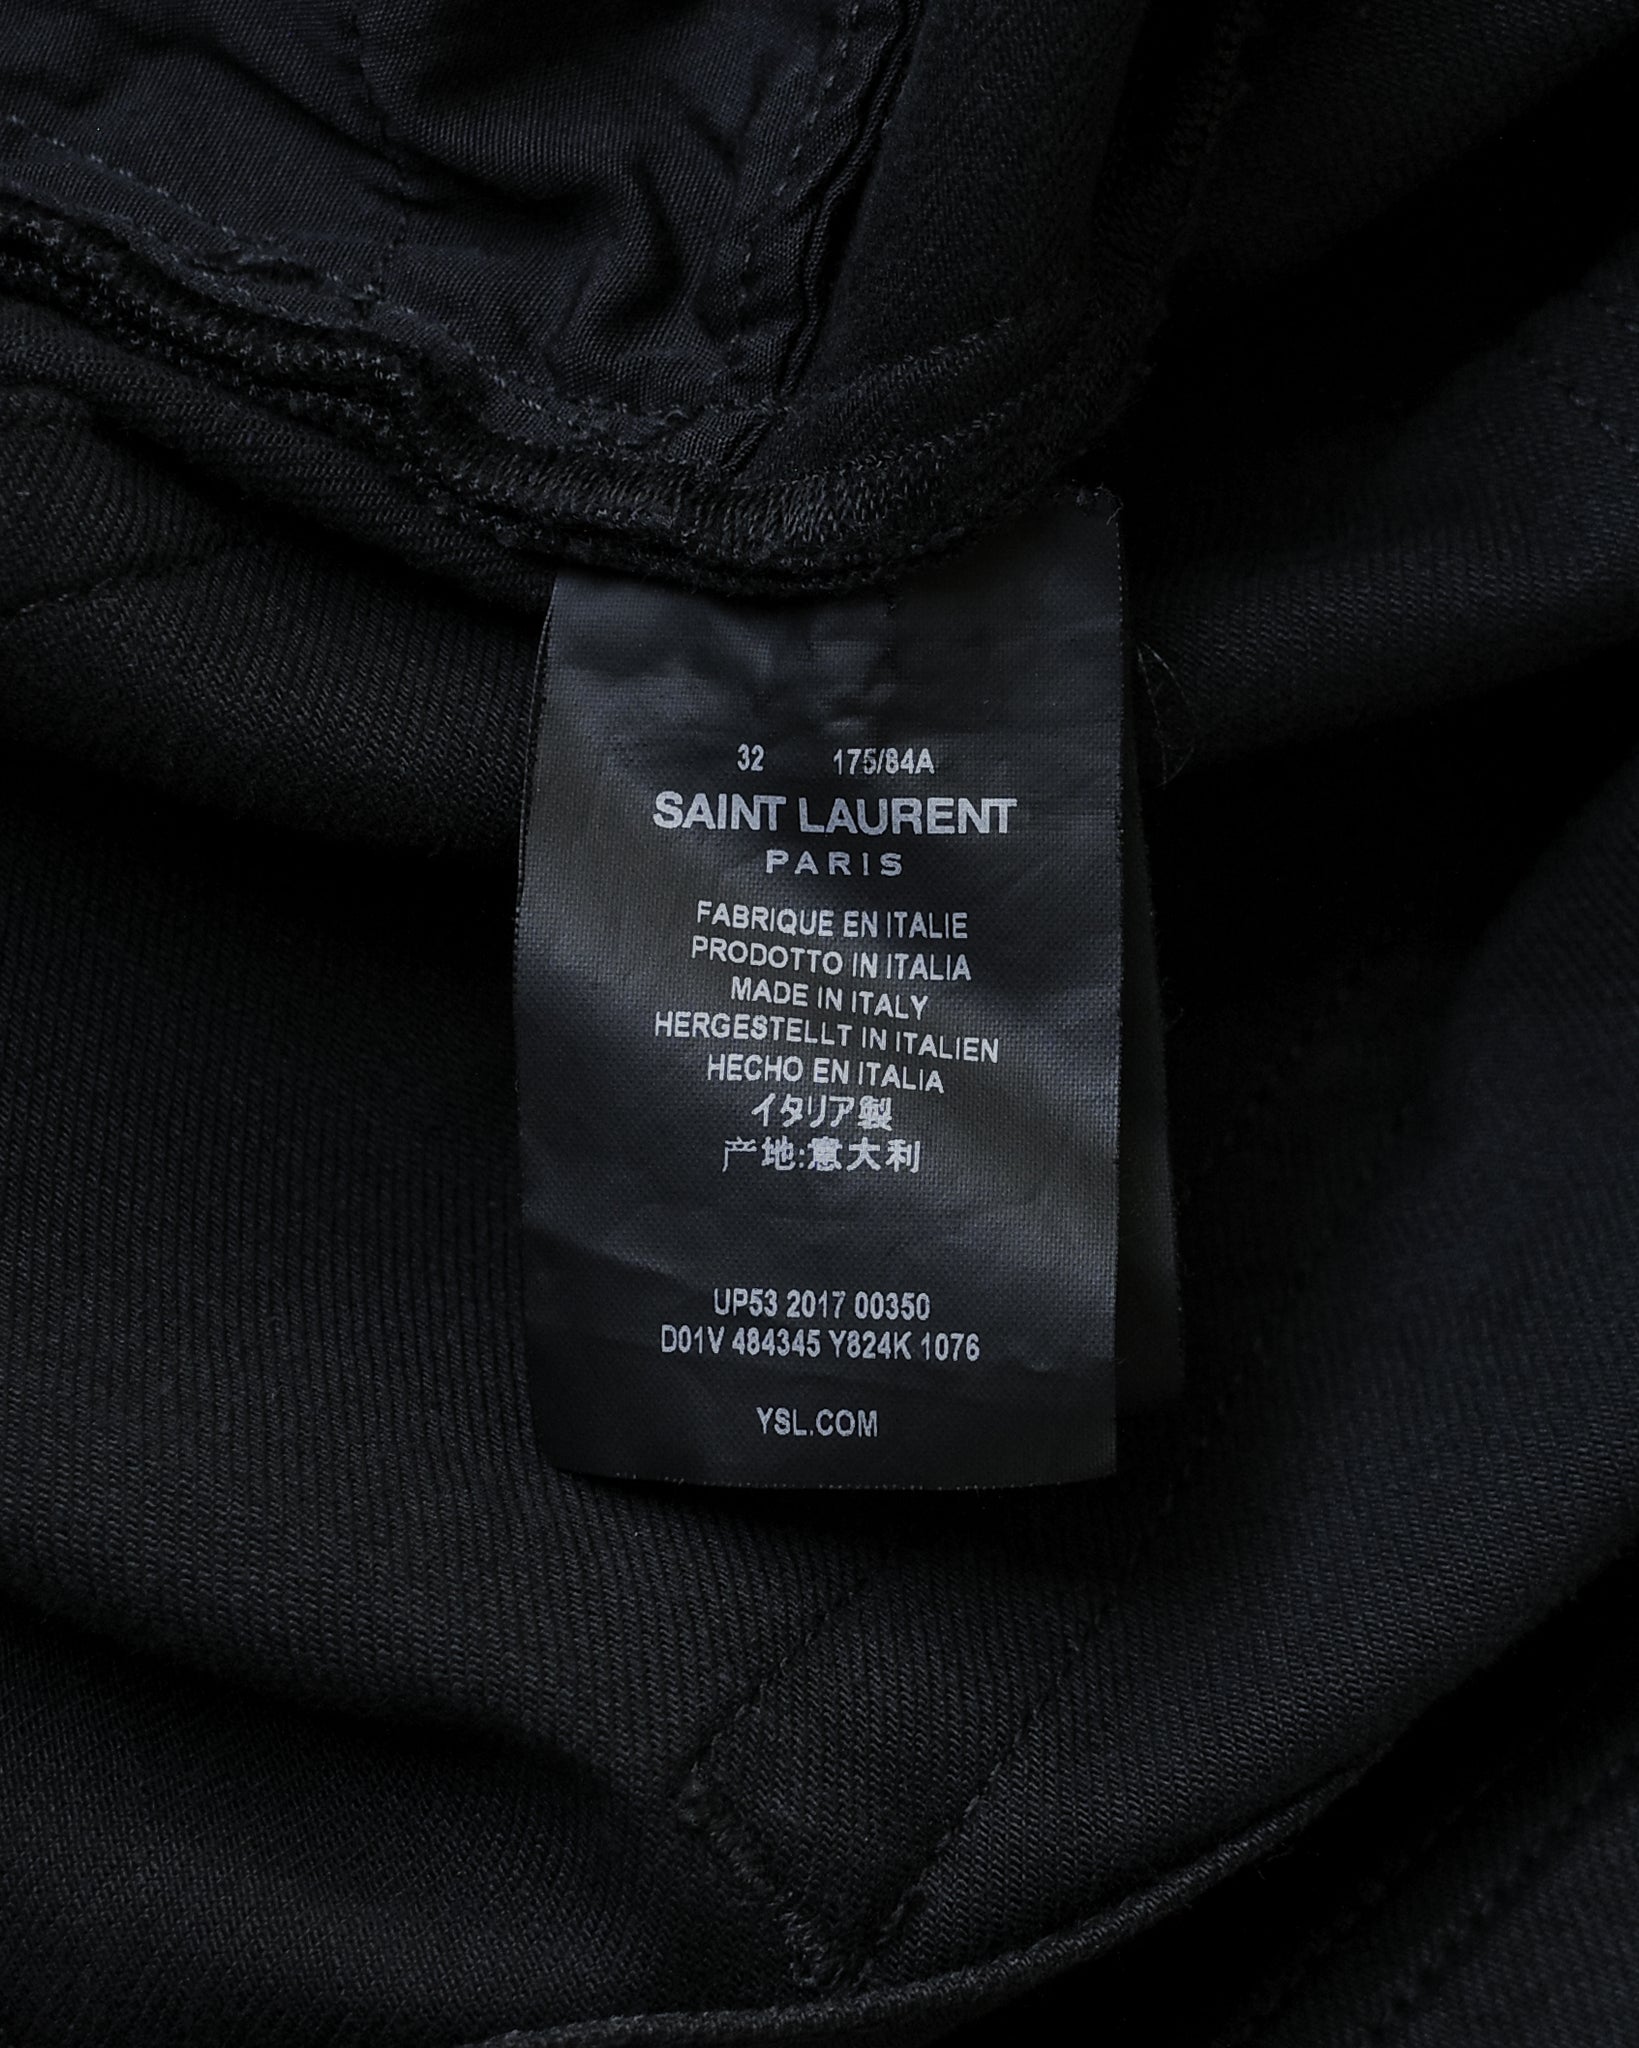 32 175/84A
SAINT LAURENT
PARIS
FABRIQUE EN ITALIE
PRODOTTO IN ITALIA
MADE IN ITALY
HERGESTELLT IN ITALIEN
HECHO EN ITALIA
イタリア製
产地:意大利
UP53 2017 00350
D01V 484345 Y824K 1076
YSL.COM